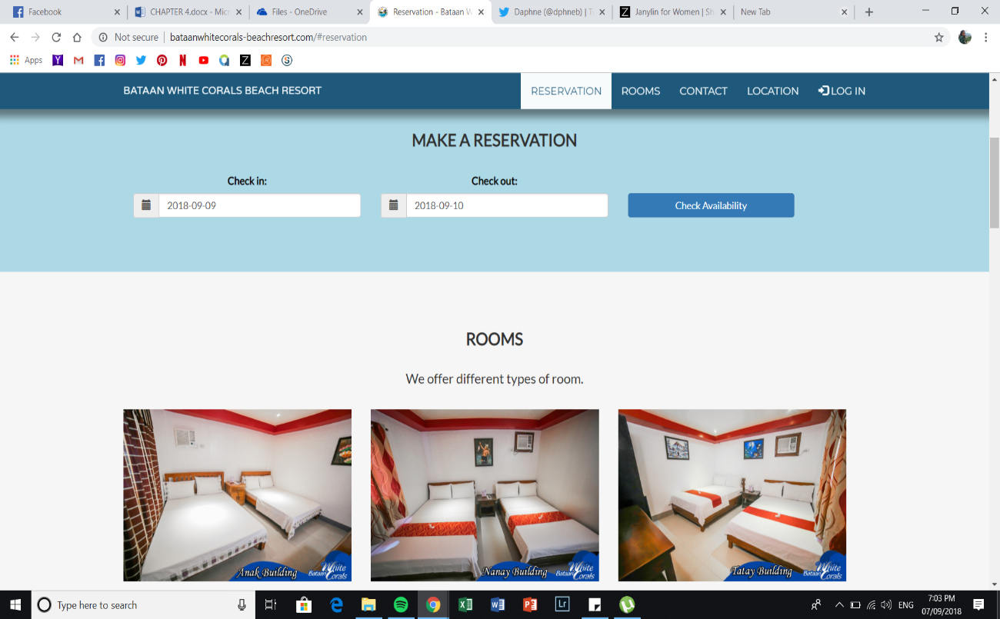 Facebook
CHAPTER 4.docx - Micr
Files - OneDrive
Reservation - Bataan W
Daphne (@dphneb) | T
Janylin for Women | Sh
New Tab
Not secure | bataanwhitecorals-beachresort.com/#reservation
Apps
BATAAN WHITE CORALS BEACH RESORT
RESERVATION
ROOMS
CONTACT
LOCATION
LOG IN
MAKE A RESERVATION
Check in:
Check out:
2018-09-09
2018-09-10
Check Availability
ROOMS
We offer different types of room.
Anak Building
Bataan White Corals
Nanay Building
Bataan White Corals
Tatay Building
Bataan White Corals
Type here to search
ENG
7:03 PM
07/09/2018